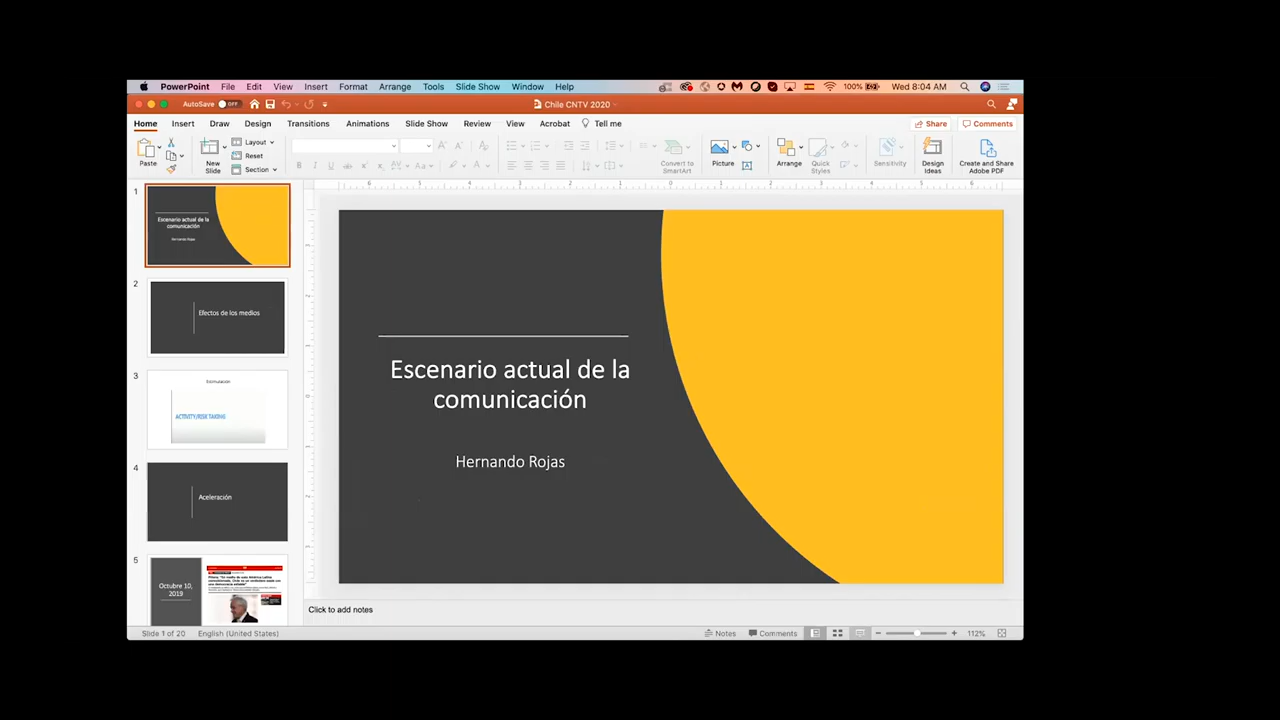 PowerPoint File Edit View Insert Format Arrange Tools Slide Show Window Help
100% Wed 8:04 AM
AutoSave OFF
Chile CNTV 2020
Home Insert Draw Design Transitions Animations Slide Show Review View Acrobat Tell me
Share Comments
Paste
New Slide
Layout
Reset
Section
Convert to SmartArt
Picture
Arrange
Quick Styles
Sensitivity
Design Ideas
Create and Share Adobe PDF
1
Escenario actual de la
comunicación
Hernando Rojas
2
Efectos de los medios
3
Estimulación
ACTIVITY/RISK TAKING
4
Aceleración
5
Octubre 10,
2019
Escenario actual de la
comunicación
Hernando Rojas
Click to add notes
Slide 1 of 20 English (United States)
Notes Comments 112%